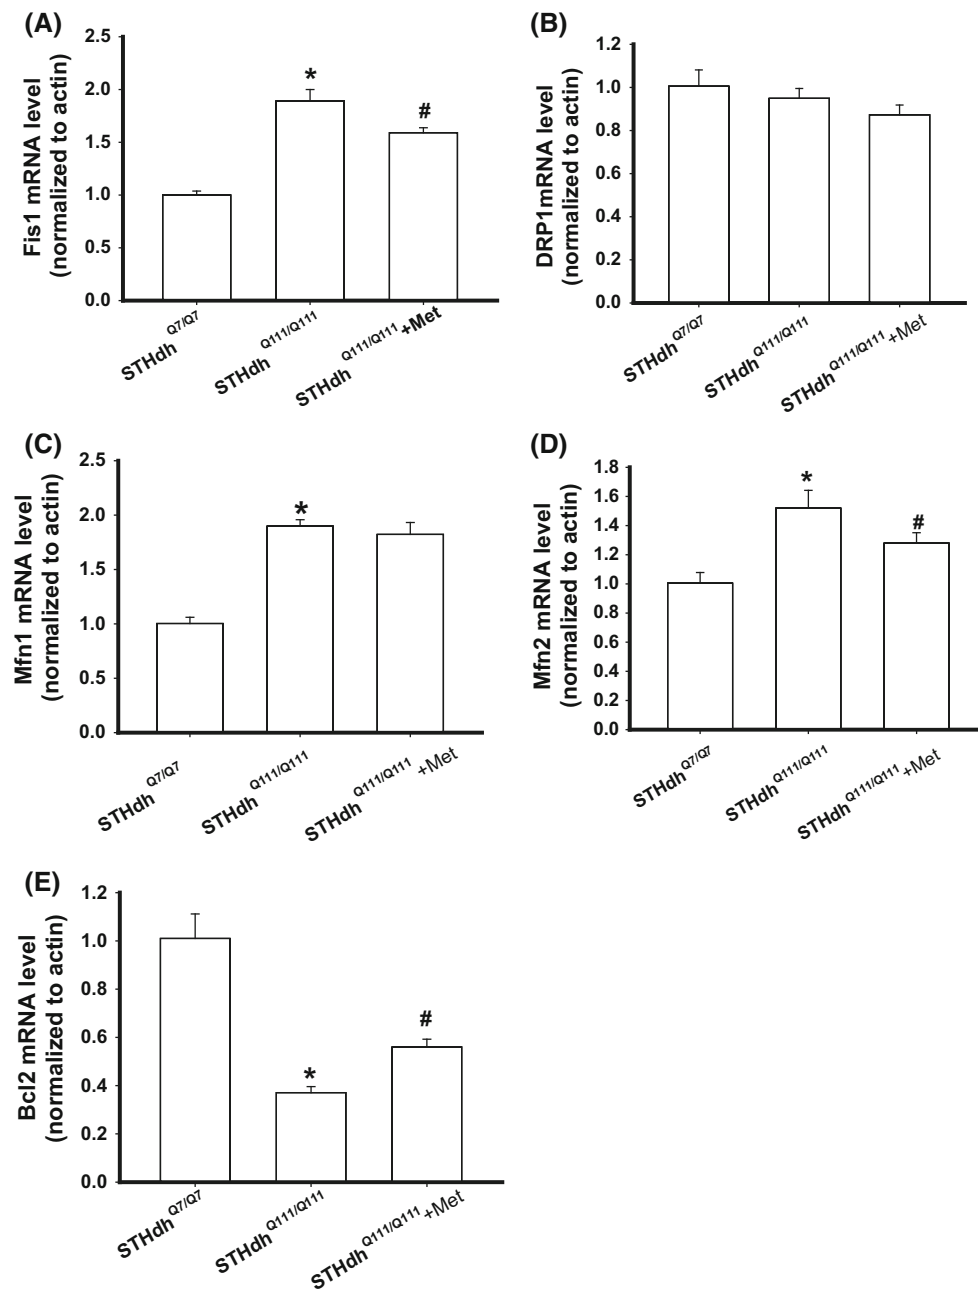 (A)
Fis1 mRNA level
(normalized to actin)
2.5
2.0
1.5
1.0
0.5
0.0
*
#
STHdh Q7/Q7
STHdh Q111/Q111
STHdh Q111/Q111 +Met
(B)
DRP1mRNA level
(normalized to actin)
1.2
1.0
0.8
0.6
0.4
0.2
0.0
STHdh Q7/Q7
STHdh Q111/Q111
STHdh Q111/Q111 +Met
(C)
Mfn1 mRNA level
(normalized to actin)
2.5
2.0
1.5
1.0
0.5
0.0
*
STHdh Q7/Q7
STHdh Q111/Q111
STHdh Q111/Q111 +Met
(D)
Mfn2 mRNA level
(normalized to actin)
1.8
1.6
1.4
1.2
1.0
0.8
0.6
0.4
0.2
0.0
*
#
STHdh Q7/Q7
STHdh Q111/Q111
STHdh Q111/Q111 +Met
(E)
Bcl2 mRNA level
(normalized to actin)
1.2
1.0
0.8
0.6
0.4
0.2
0.0
*
#
STHdh Q7/Q7
STHdh Q111/Q111
STHdh Q111/Q111 +Met